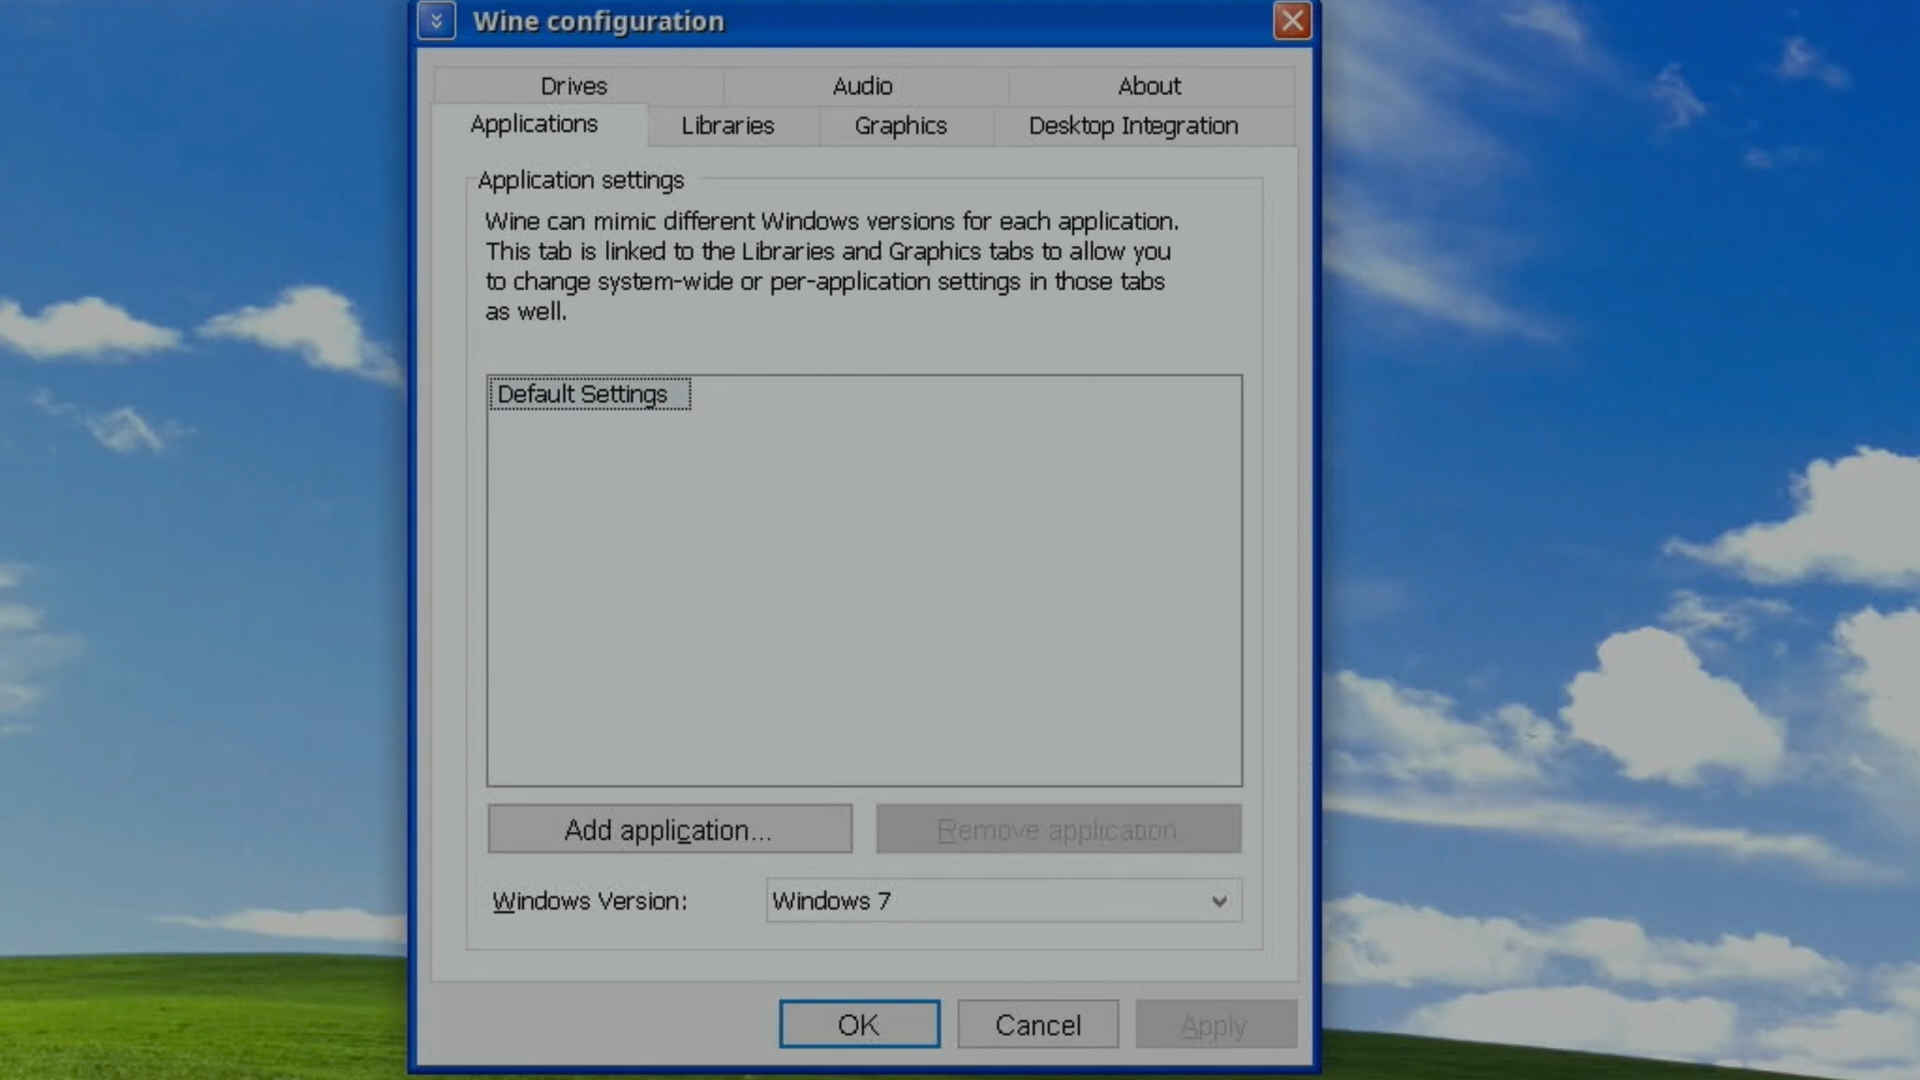 Wine configuration
Drives Audio About
Applications Libraries Graphics Desktop Integration
Application settings
Wine can mimic different Windows versions for each application.
This tab is linked to the Libraries and Graphics tabs to allow you
to change system-wide or per-application settings in those tabs
as well.
Default Settings
Add application... Remove application
Windows Version: Windows 7
OK Cancel Apply